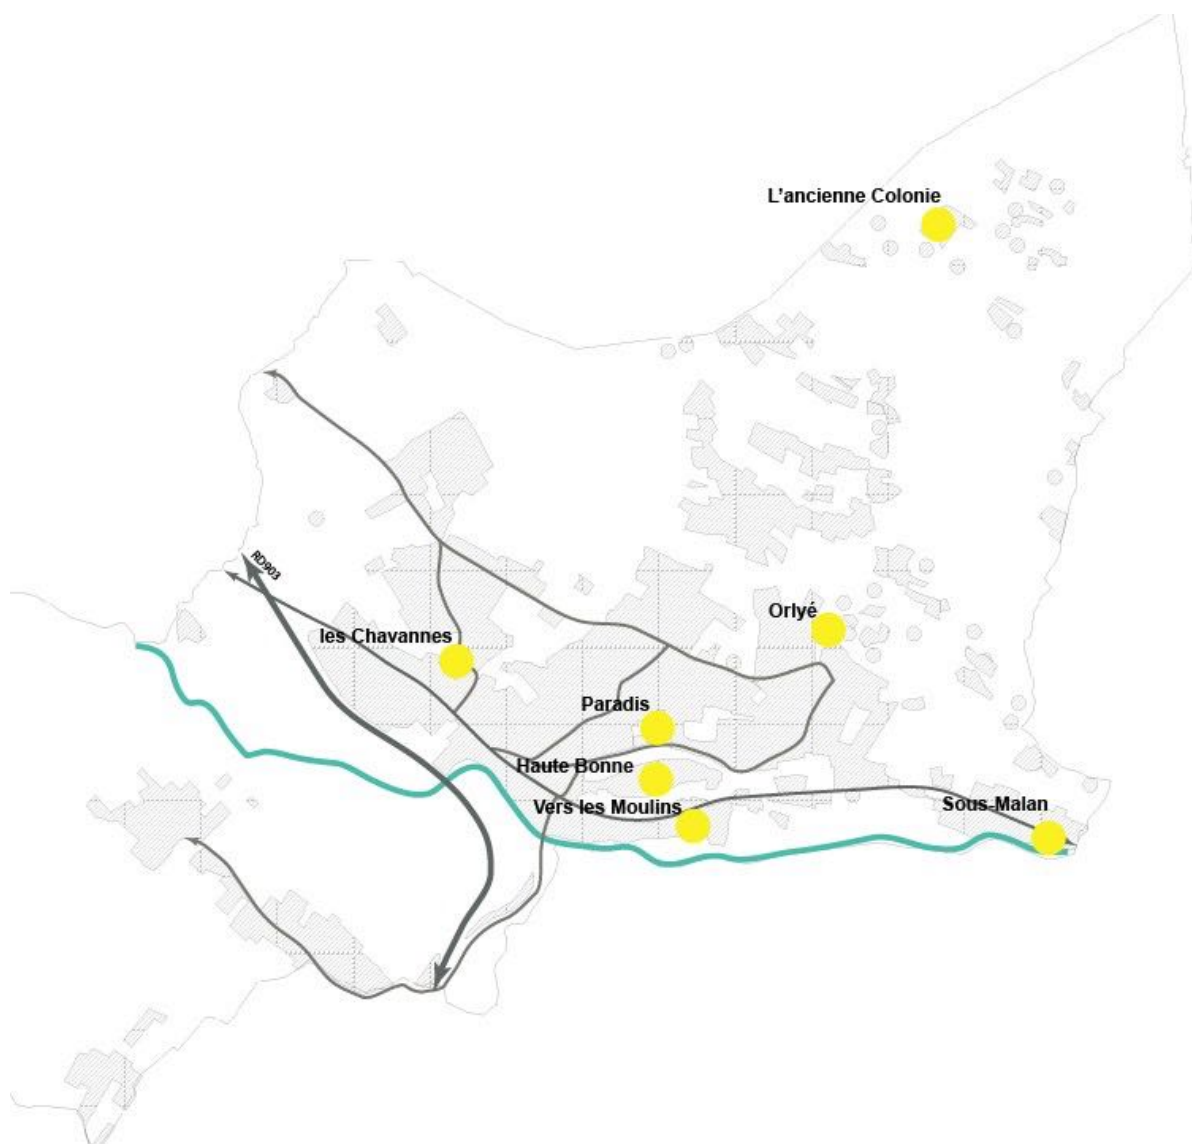 L'ancienne Colonie
RD903
Orlyé
les Chavannes
Paradis
Haute Bonne
Vers les Moulins
Sous-Malan